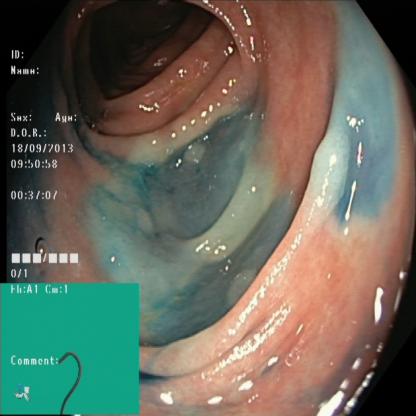 ID:
Name:
Sex: Age:
D.O.R.:
18/09/2013
09:50:58
00:37:07
0/1
Eh:A1 Cm:1
Comment: